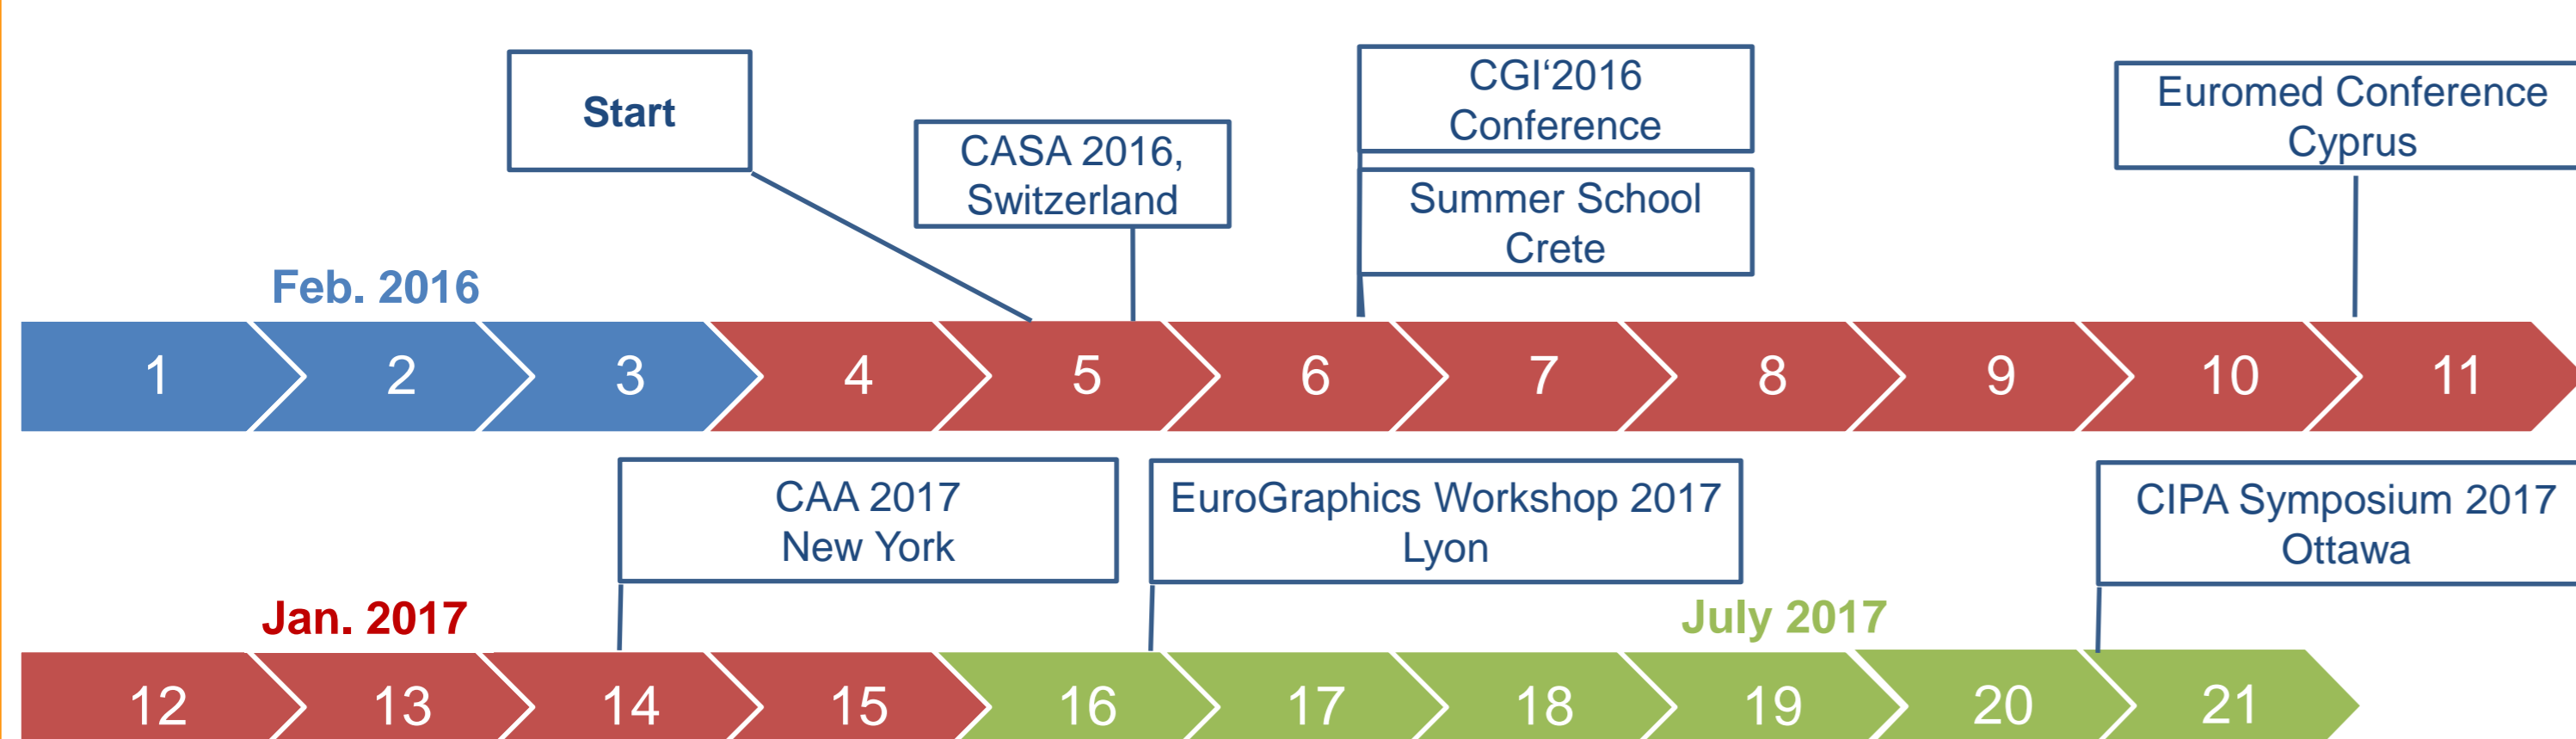 Start
CASA 2016,
Switzerland
CGI‘2016
Conference
Summer School
Crete
Euromed Conference
Cyprus
Feb. 2016
1 2 3 4 5 6 7 8 9 10 11
CAA 2017
New York
EuroGraphics Workshop 2017
Lyon
CIPA Symposium 2017
Ottawa
Jan. 2017
July 2017
12 13 14 15 16 17 18 19 20 21